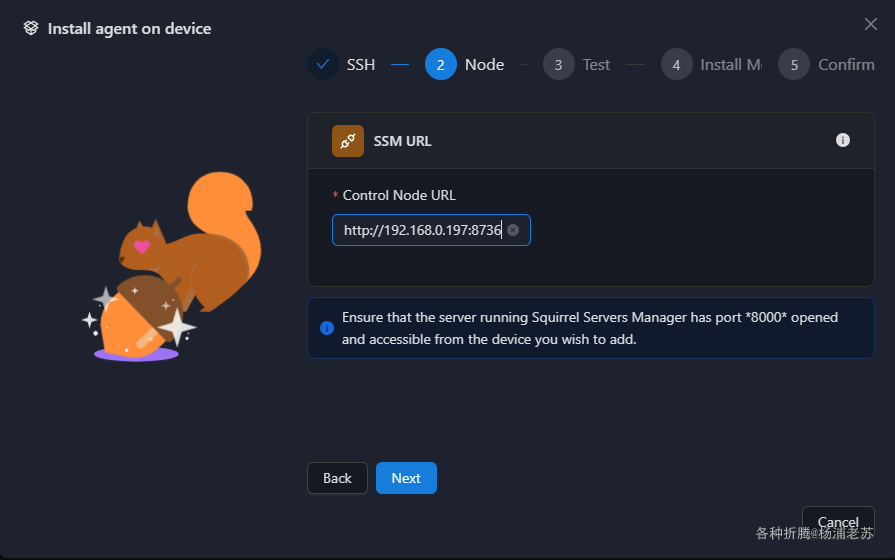 Install agent on device
SSH
2 Node
3 Test
4 Install M
5 Confirm
SSM URL
* Control Node URL
http://192.168.0.197:8736
Ensure that the server running Squirrel Servers Manager has port *8000* opened
and accessible from the device you wish to add.
Back
Next
Cancel
各种折腾@杨浦老苏